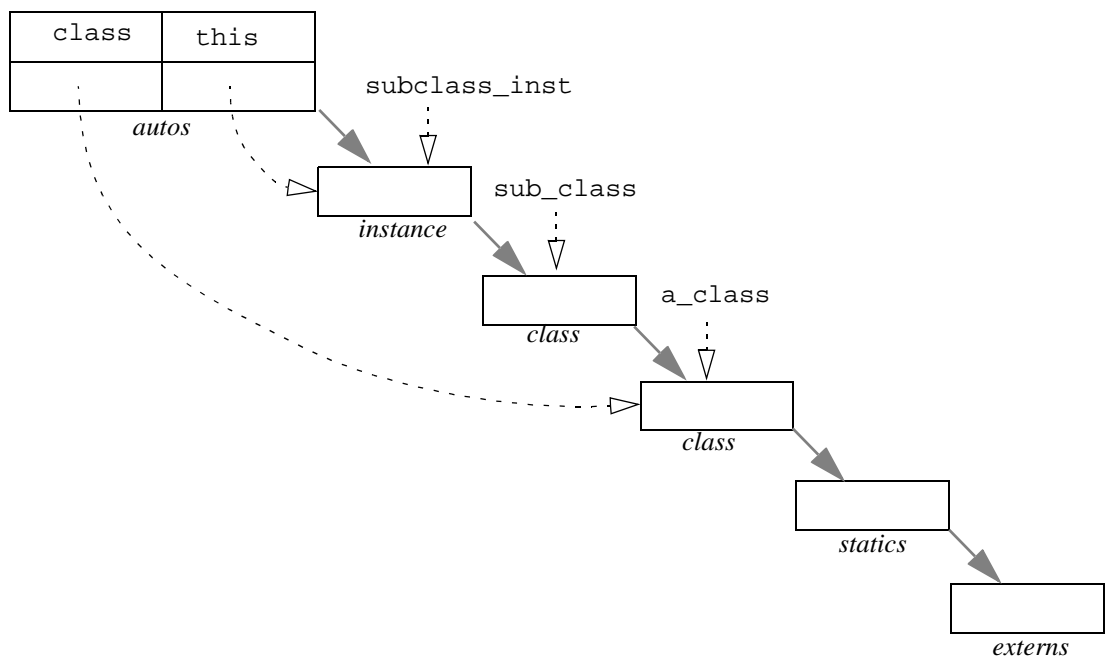 class
this
autos
subclass_inst
instance
sub_class
class
a_class
class
statics
externs